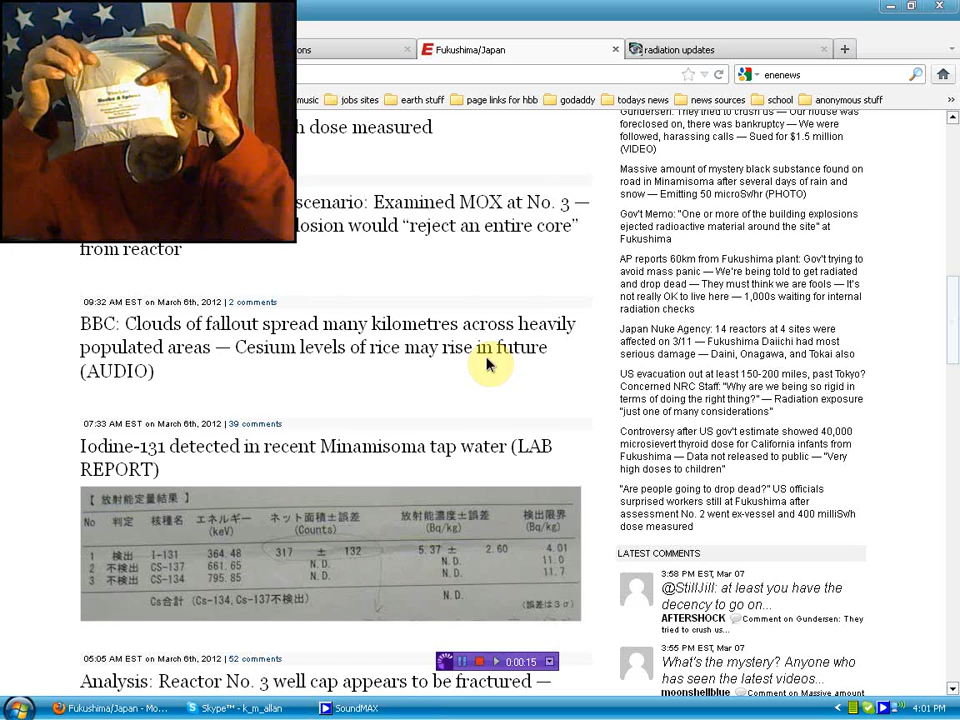 ons
Fukushima/Japan
radiation updates
enenews
music
jobs sites
earth stuff
page links for hbb
godaddy
todays news
news sources
school
anonymous stuff
h dose measured
scenario: Examined MOX at No. 3 —
losion would “reject an entire core”
from reactor
09:32 AM EST on March 6th, 2012 | 2 comments
BBC: Clouds of fallout spread many kilometres across heavily
populated areas — Cesium levels of rice may rise in future
(AUDIO)
07:33 AM EST on March 6th, 2012 | 39 comments
Iodine-131 detected in recent Minamisoma tap water (LAB
REPORT)
【 放射能定量結果 】
No 判定 核種名 エネルギー (keV) ネット面積±誤差 (Counts) 放射能濃度±誤差 (Bq/kg) 検出限界 (Bq/kg)
1 検出 I-131 364.48 317 ± 132 5.37 ± 2.60 4.01
2 不検出 CS-137 661.65 N.D. N.D. 11.0
3 不検出 CS-134 795.85 N.D. N.D. 11.7
Cs合計 (Cs-134,Cs-137不検出) N.D. (誤差は3σ)
05:05 AM EST on March 6th, 2012 | 52 comments
Analysis: Reactor No. 3 well cap appears to be fractured —
Gundersen: They tried to crush us — Our house was
foreclosed on, there was bankruptcy — We were
followed, harassing calls — Sued for $1.5 million
(VIDEO)
Massive amount of mystery black substance found on
road in Minamisoma after several days of rain and
snow — Emitting 50 microSv/hr (PHOTO)
Gov't Memo: "One or more of the building explosions
ejected radioactive material around the site" at
Fukushima
AP reports 60km from Fukushima plant: Gov't trying to
avoid mass panic — We're being told to get radiated
and drop dead — They must think we are fools — It's
not really OK to live here — 1,000s waiting for internal
radiation checks
Japan Nuke Agency: 14 reactors at 4 sites were
affected on 3/11 — Fukushima Daiichi had most
serious damage — Daini, Onagawa, and Tokai also
US evacuation out at least 150-200 miles, past Tokyo?
Concerned NRC Staff: "Why are we being so rigid in
terms of doing the right thing?" — Radiation exposure
"just one of many considerations"
Controversy after US gov't estimate showed 40,000
microsievert thyroid dose for California infants from
Fukushima — Data not released to public — "Very
high doses to children"
"Are people going to drop dead?" US officials
surprised workers still at Fukushima after
assessment No. 2 went ex-vessel and 400 milliSv/h
dose measured
LATEST COMMENTS
3:58 PM EST, Mar 07
@StillJill: at least you have the
decency to go on...
AFTERSHOCK Comment on Gundersen: They
tried to crush us...
3:55 PM EST, Mar 07
What's the mystery? Anyone who
has seen the latest videos...
moonshellblue Comment on Massive amount
0:00:15
Fukushima/Japan - Mo...
Skype™ - k_m_allan
SoundMAX
4:01 PM